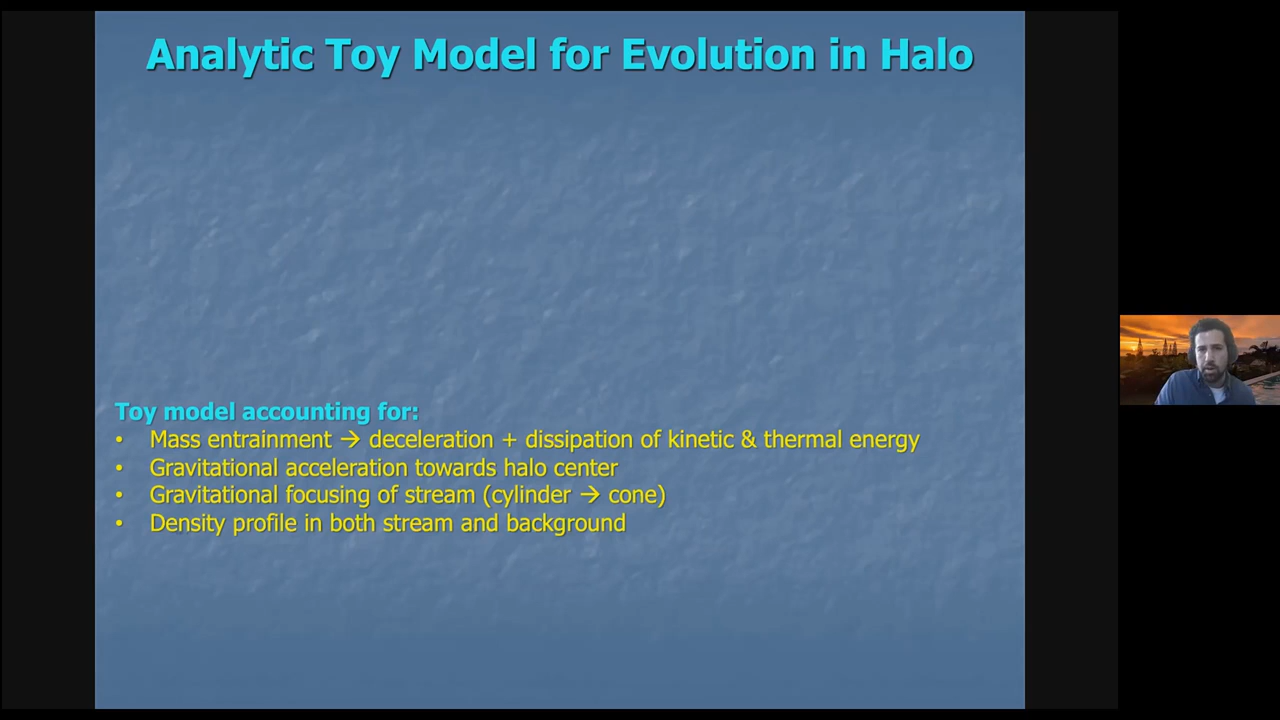 Analytic Toy Model for Evolution in Halo
Toy model accounting for:
• Mass entrainment → deceleration + dissipation of kinetic & thermal energy
• Gravitational acceleration towards halo center
• Gravitational focusing of stream (cylinder → cone)
• Density profile in both stream and background